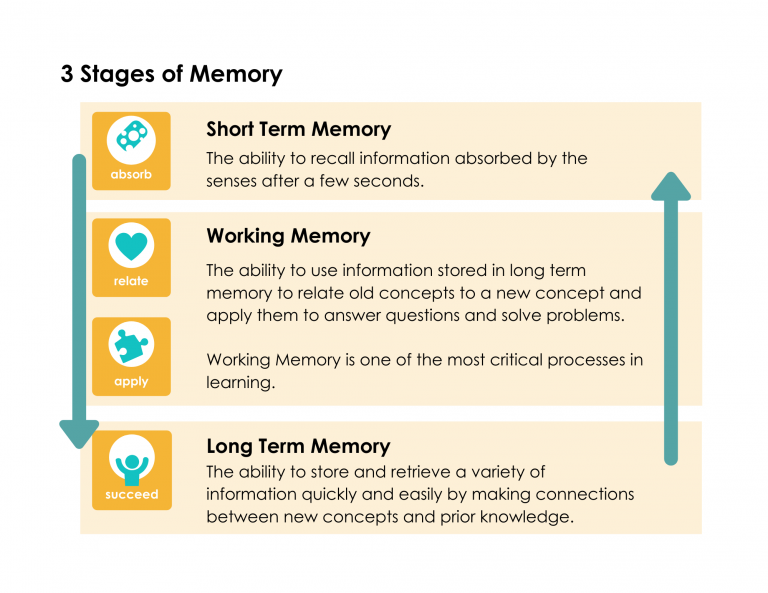 3 Stages of Memory
absorb
Short Term Memory
The ability to recall information absorbed by the
senses after a few seconds.
relate
Working Memory
The ability to use information stored in long term
memory to relate old concepts to a new concept and
apply them to answer questions and solve problems.
apply
Working Memory is one of the most critical processes in
learning.
succeed
Long Term Memory
The ability to store and retrieve a variety of
information quickly and easily by making connections
between new concepts and prior knowledge.